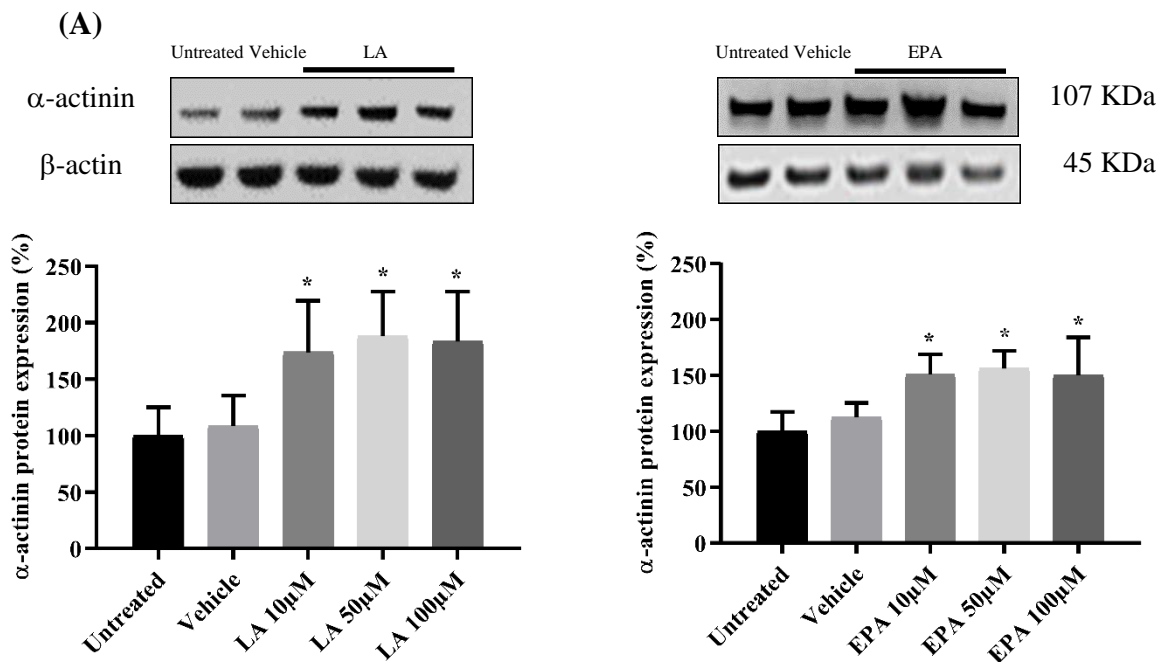 (A)
Untreated Vehicle LA
α-actinin
β-actin
Untreated Vehicle EPA
107 KDa
45 KDa
α-actinin protein expression (%)
250
200
150
100
50
0
* * *
Untreated
Vehicle
LA 10μM
LA 50μM
LA 100μM
α-actinin protein expression (%)
250
200
150
100
50
0
* * *
Untreated
Vehicle
EPA 10μM
EPA 50μM
EPA 100μM